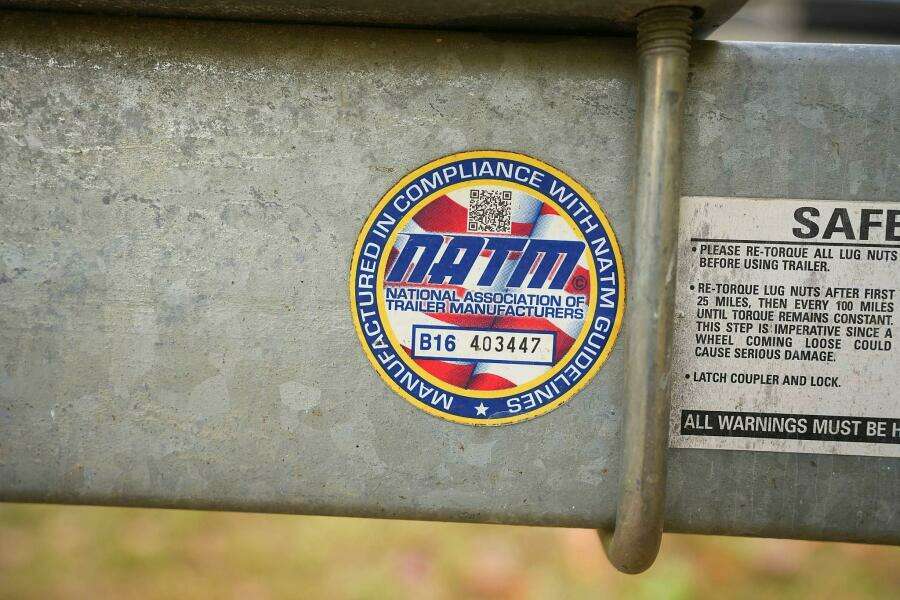 MANUFACTURED IN COMPLIANCE WITH NATM GUIDELINES
NATM©
NATIONAL ASSOCIATION OF
TRAILER MANUFACTURERS
B16 403447
• PLEASE RE-TORQUE ALL LUG NUTS
BEFORE USING TRAILER.
• RE-TORQUE LUG NUTS AFTER FIRST
25 MILES, THEN EVERY 100 MILES
UNTIL TORQUE REMAINS CONSTANT.
THIS STEP IS IMPERATIVE SINCE A
WHEEL COMING LOOSE COULD
CAUSE SERIOUS DAMAGE.
• LATCH COUPLER AND LOCK.
ALL WARNINGS MUST BE